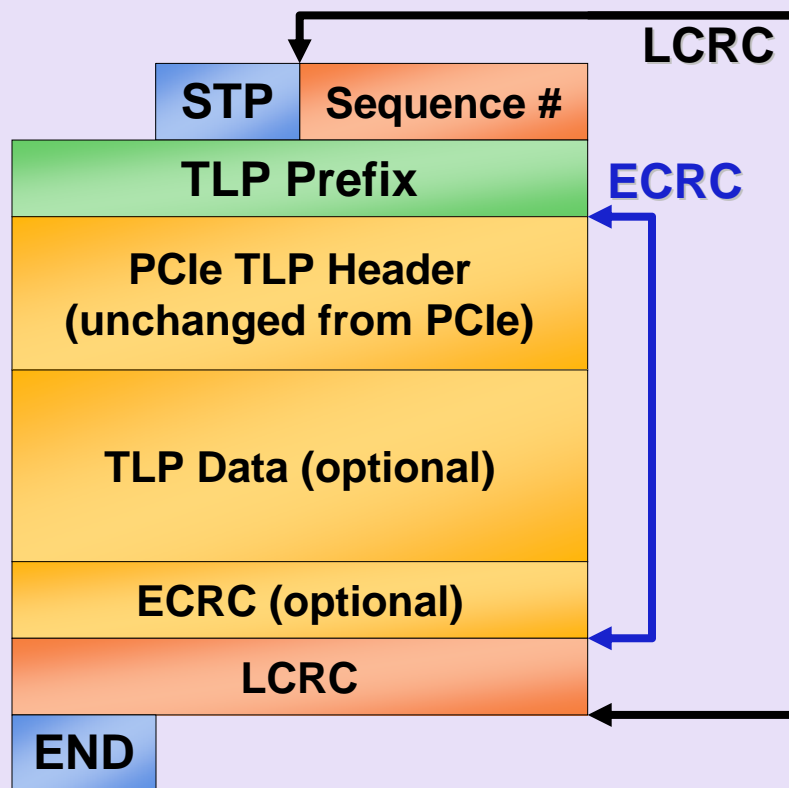 LCRC
STP
Sequence #
TLP Prefix
ECRC
PCIe TLP Header
(unchanged from PCIe)
TLP Data (optional)
ECRC (optional)
LCRC
END